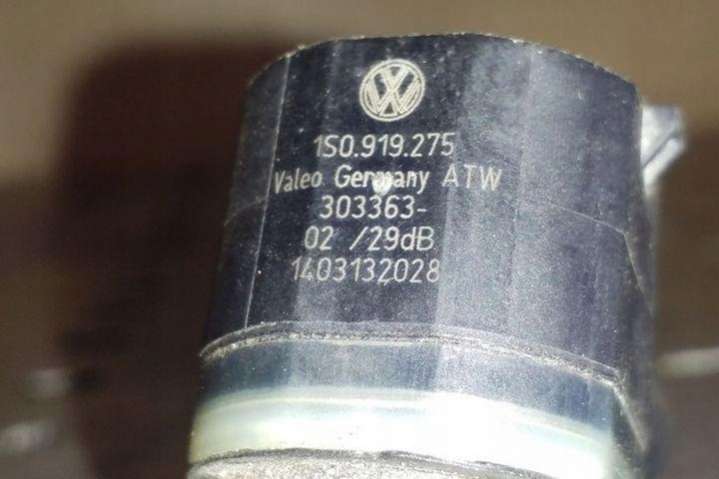 1S0.919.275
Valeo Germany ATW
303363-
02 /29dB
1403132028